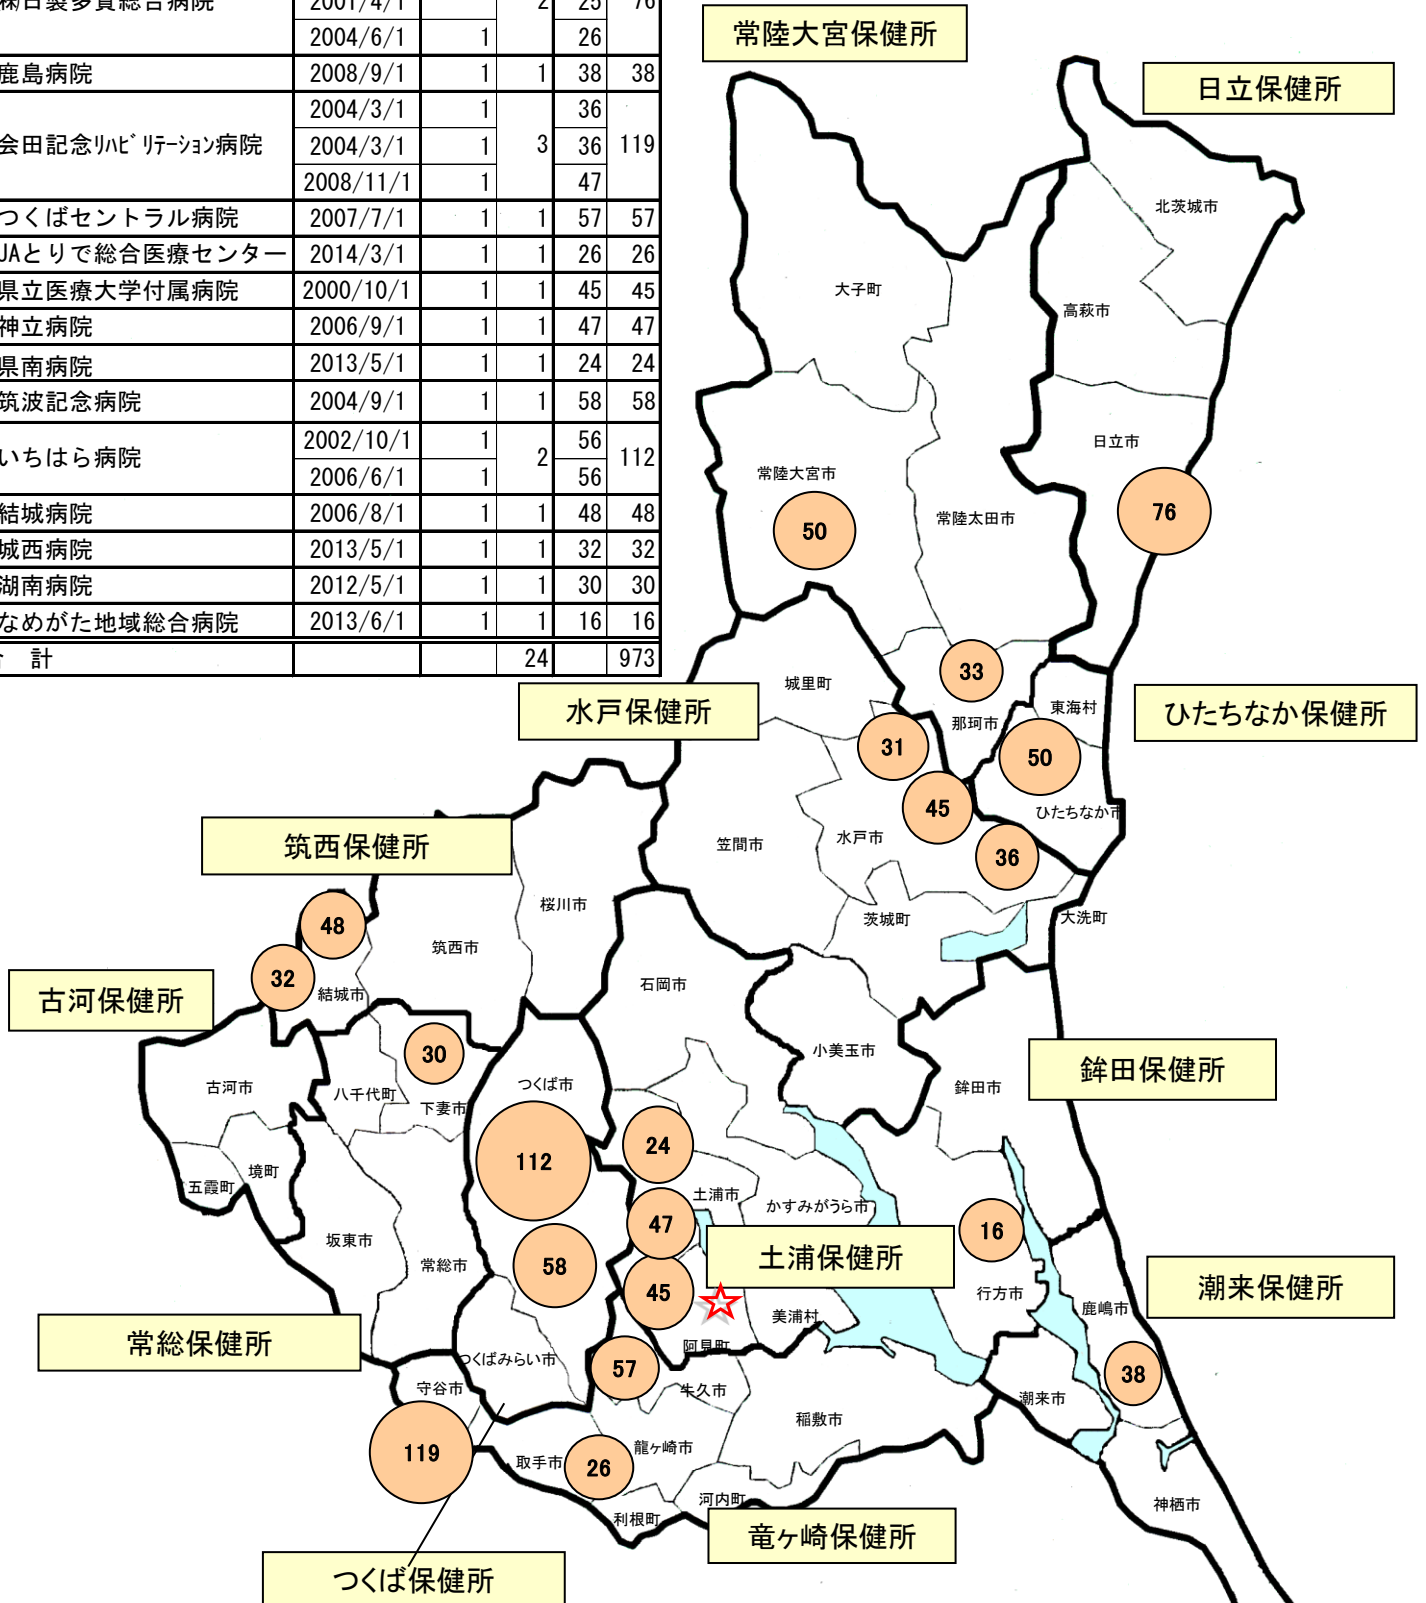 ㈱日製多賀総合病院 2001/4/1 2 25 76
2004/6/1 1 26
鹿島病院 2008/9/1 1 1 38 38
会田記念ﾘﾊﾋﾞﾘﾃｰｼｮﾝ病院 3 119
2004/3/1 1 36
2004/3/1 1 36
2008/11/1 1 47
つくばセントラル病院 2007/7/1 1 1 57 57
JAとりで総合医療センター 2014/3/1 1 1 26 26
県立医療大学付属病院 2000/10/1 1 1 45 45
神立病院 2006/9/1 1 1 47 47
県南病院 2013/5/1 1 1 24 24
筑波記念病院 2004/9/1 1 1 58 58
いちはら病院 2 112
2002/10/1 1 56
2006/6/1 1 56
結城病院 2006/8/1 1 1 48 48
城西病院 2013/5/1 1 1 32 32
湖南病院 2012/5/1 1 1 30 30
なめがた地域総合病院 2013/6/1 1 1 16 16
合 計 24 973
常陸大宮保健所
日立保健所
北茨城市
大子町
高萩市
日立市
常陸大宮市
76
常陸太田市
50
33
城里町
水戸保健所
東海村
ひたちなか保健所
那珂市
31
50
45
ひたちなか市
水戸市
笠間市
36
筑西保健所
桜川市
茨城町
大洗町
48
筑西市
32
石岡市
結城市
古河保健所
小美玉市
30
鉾田保健所
つくば市
古河市
鉾田市
八千代町
下妻市
24
112
境町
五霞町
土浦市
かすみがうら市
47
16
坂東市
土浦保健所
常総市
58
潮来保健所
45
行方市
鹿嶋市
美浦村
常総保健所
阿見町
つくばみらい市
57
38
守谷市
牛久市
潮来市
稲敷市
119
龍ヶ崎市
取手市
26
河内町
神栖市
利根町
竜ヶ崎保健所
つくば保健所